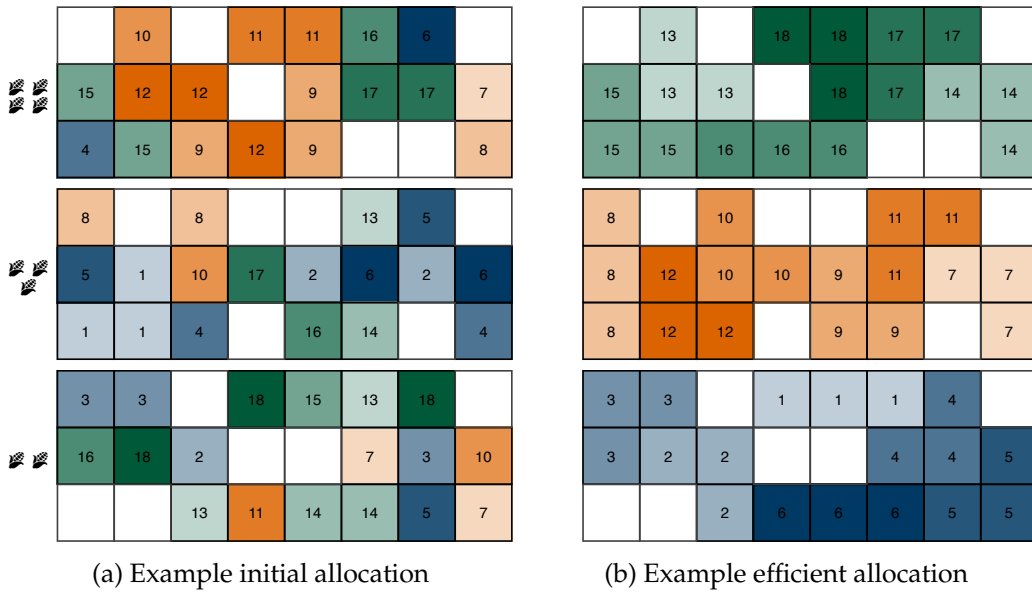 10 11 11 16 6
15 12 12 9 17 17 7
4 15 9 12 9 8
8 8 13 5
5 1 10 17 2 6 2 6
1 1 4 16 14 4
3 3 18 15 13 18
16 18 2 7 3 10
13 11 14 14 5 7
(a) Example initial allocation
13 18 18 17 17
15 13 13 18 17 14 14
15 15 16 16 16 14
8 10 11 11
8 12 10 10 9 11 7 7
8 12 12 9 9 7
3 3 1 1 1 4
3 2 2 4 4 5
2 6 6 6 5 5
(b) Example efficient allocation